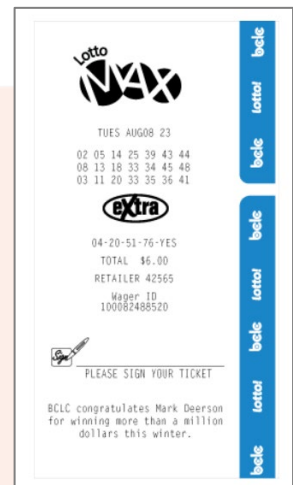 Lotto
MAX
TUES AUG08 23
02 05 14 25 39 43 44
08 13 18 33 34 45 48
03 11 20 33 35 36 41
extra
04-20-51-76-YES
TOTAL $6.00
RETAILER 42565
Wager ID
100082488520
Sign
PLEASE SIGN YOUR TICKET
BCLC congratulates Mark Deerson
for winning more than a million
dollars this winter.
bclc lotto! bclc
bclc lotto! bclc lotto! bclc